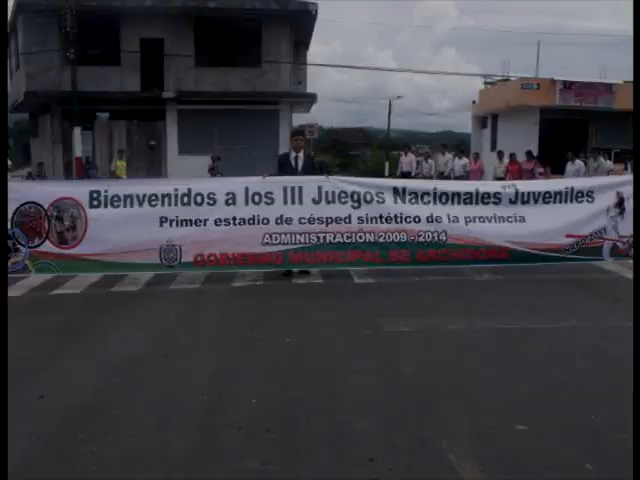 Bienvenidos a los III Juegos Nacionales Juveniles
Primer estadio de césped sintético de la provincia
ADMINISTRACIÓN 2009 - 2014
GOBIERNO MUNICIPAL DE ARCHIDONA